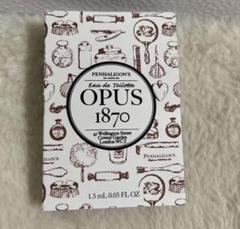 PENHALIGON'S
Eau de Toilette
OPUS
1870
41 Wellington Street
Covent Garden
London WC2
PENHALIGON'S
1.5 mL 0.05 FL OZ